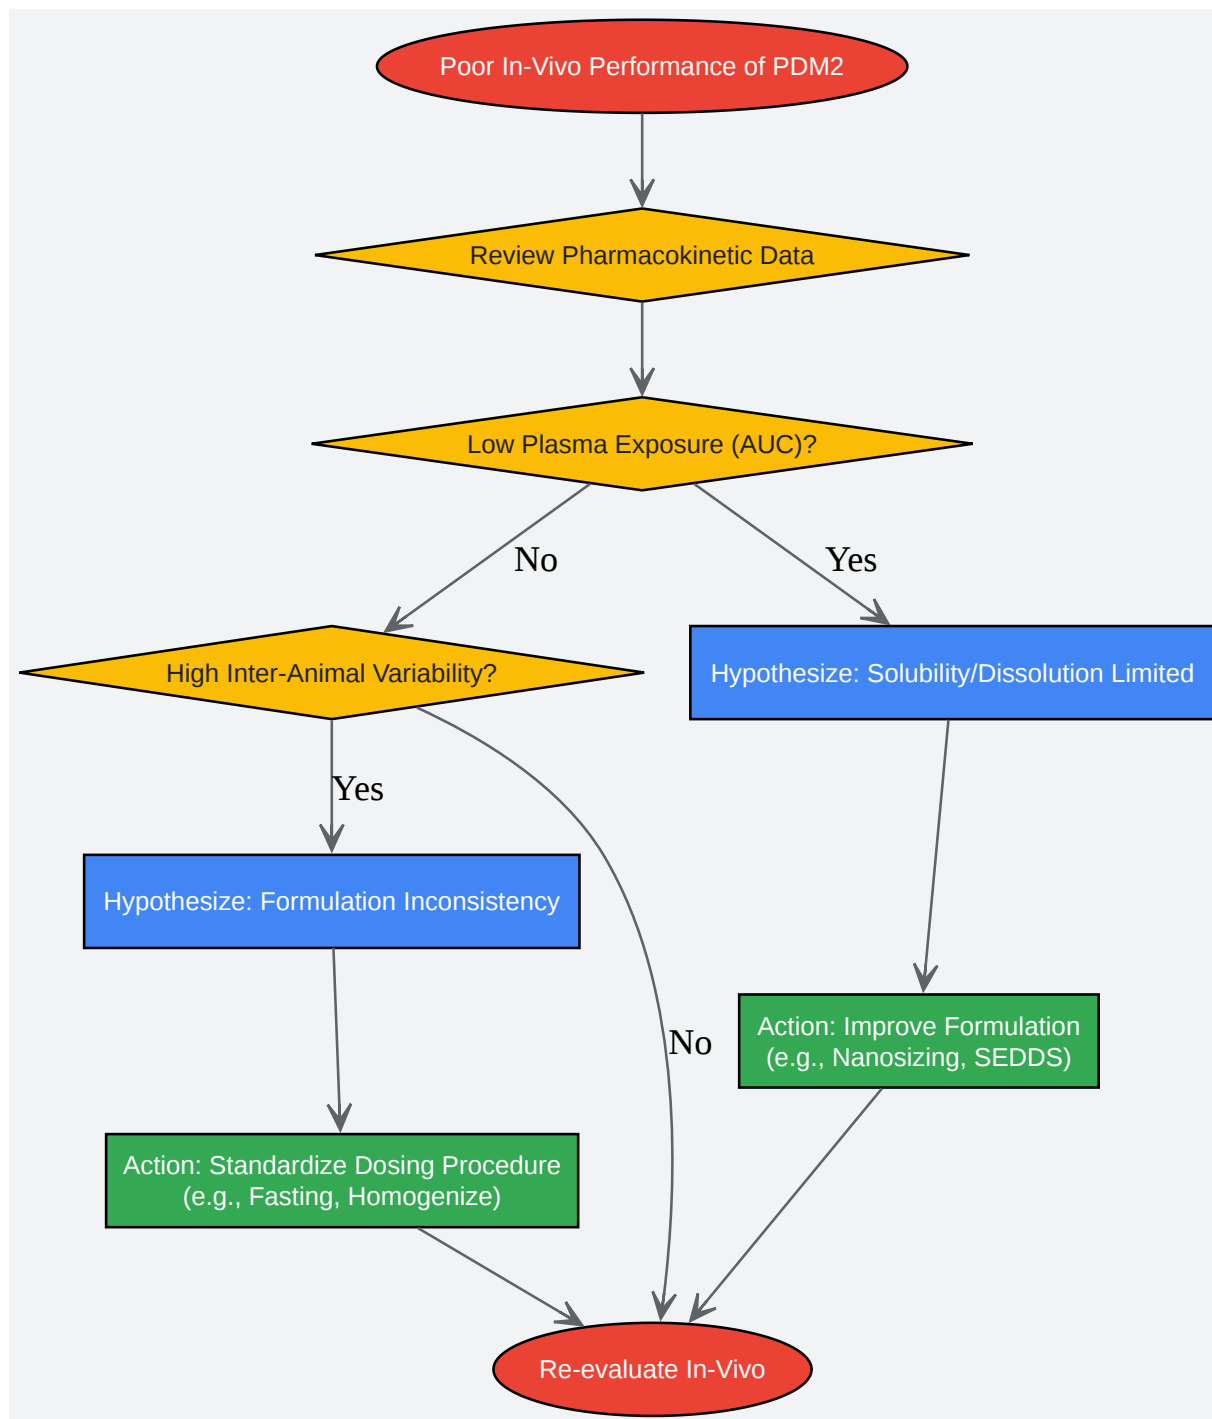 Poor In-Vivo Performance of PDM2
Review Pharmacokinetic Data
Low Plasma Exposure (AUC)?
No
Yes
High Inter-Animal Variability?
Hypothesize: Solubility/Dissolution Limited
Yes
Hypothesize: Formulation Inconsistency
No
Action: Improve Formulation
(e.g., Nanosizing, SEDDS)
Action: Standardize Dosing Procedure
(e.g., Fasting, Homogenize)
Re-evaluate In-Vivo